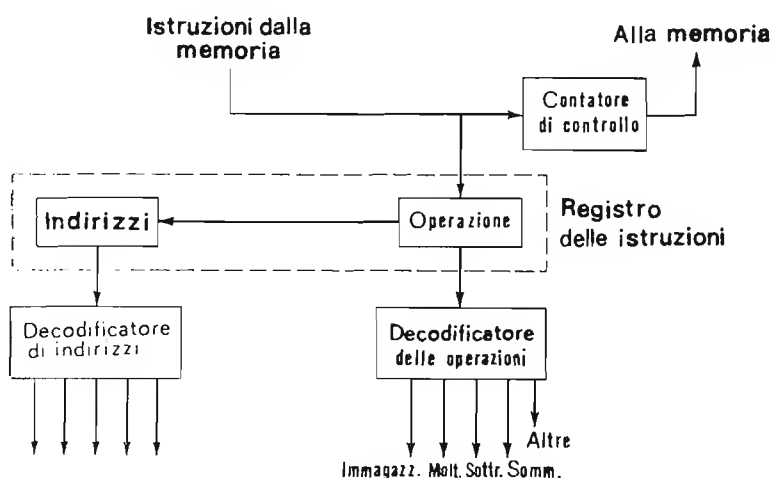 Istruzioni dalla
memoria
Alla memoria
Contatore
di controllo
Indirizzi
Operazione
Registro
delle istruzioni
Decodificatore
di indirizzi
Decodificatore
delle operazioni
Altre
Immagazz. Molt. Sottr. Somm.